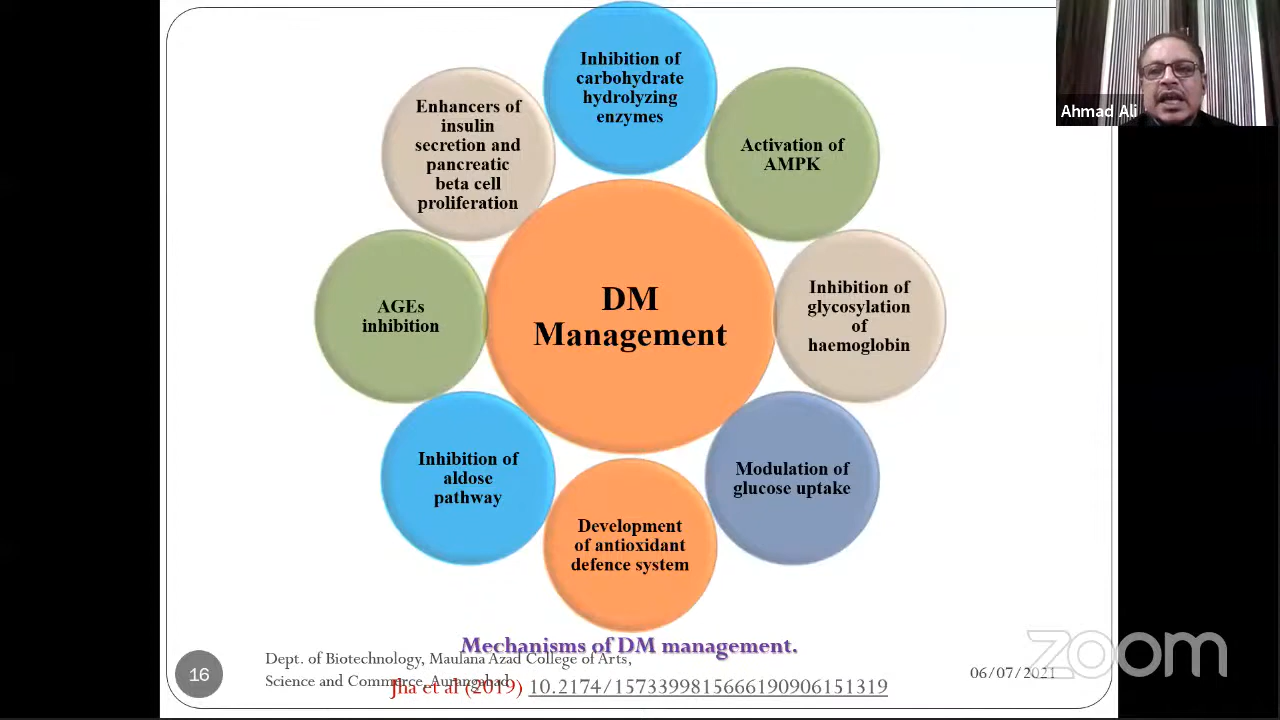 Inhibition of
carbohydrate
hydrolyzing
enzymes
Activation of
AMPK
Inhibition of
glycosylation
of
haemoglobin
Modulation of
glucose uptake
Development
of antioxidant
defence system
Inhibition of
aldose
pathway
AGEs
inhibition
Enhancers of
insulin
secretion and
pancreatic
beta cell
proliferation
DM
Management
Ahmad Ali
Mechanisms of DM management.
Dept. of Biotechnology, Maulana Azad College of Arts,
Science and Commerce, Aurangabad
Jha et al (2019) 10.2174/1573399815666190906151319
16
06/07/2021
zoom